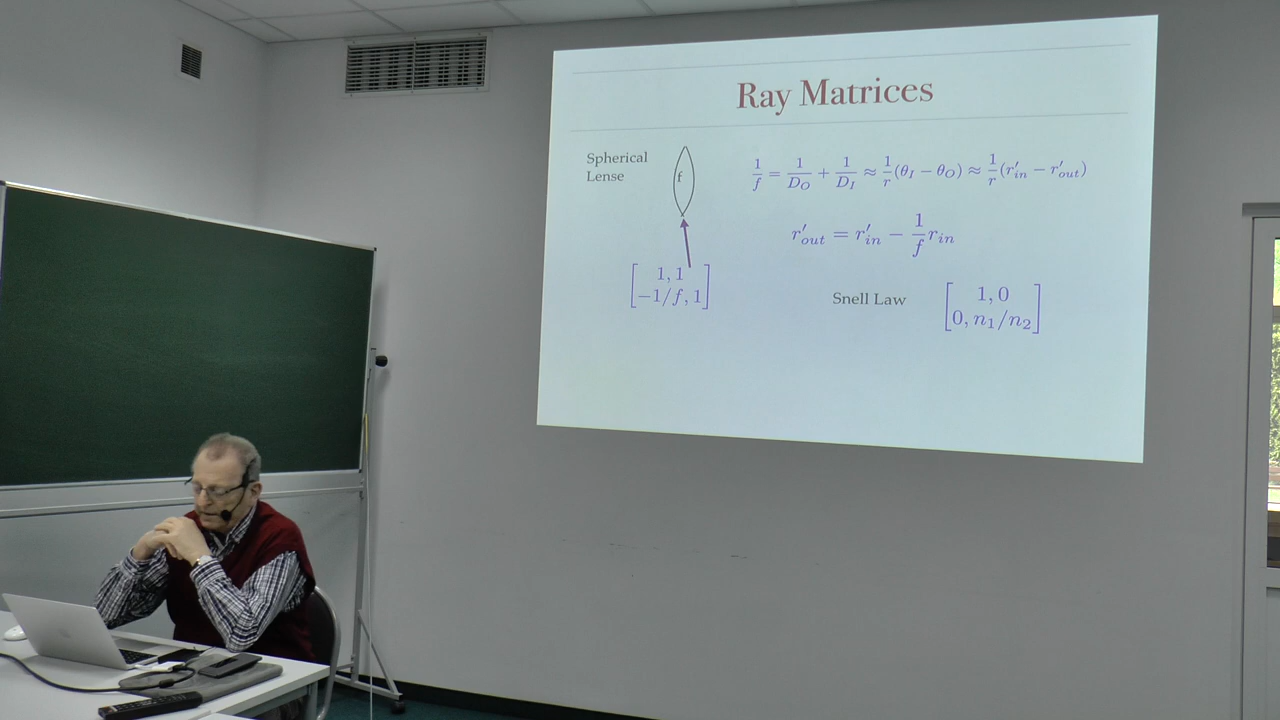 Ray Matrices
Spherical
Lense
f
1/f = 1/D_O + 1/D_I ≈ 1/r(θ_I − θ_O) ≈ 1/r(r'_in − r'_out)
r'_out = r'_in − 1/f r_in
[1, 1
−1/f, 1]
Snell Law
[1, 0
0, n_1/n_2]